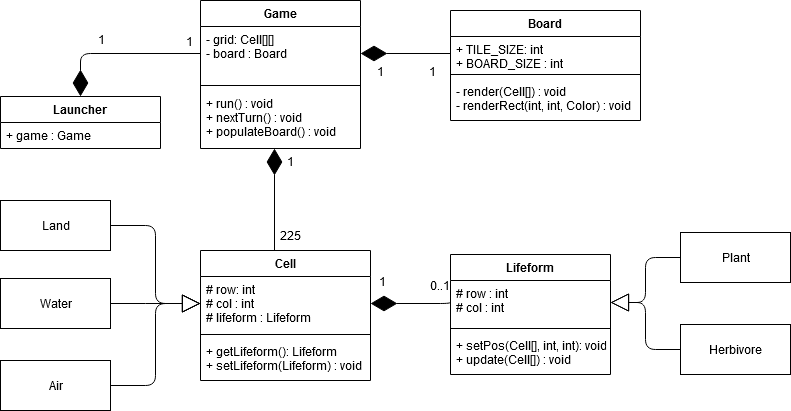 Game
- grid: Cell[][]
- board : Board
+ run() : void
+ nextTurn() : void
+ populateBoard() : void
Board
+ TILE_SIZE: int
+ BOARD_SIZE : int
- render(Cell[]) : void
- renderRect(int, int, Color) : void
1
1
1
1
Launcher
+ game : Game
1
225
Land
Water
Air
Cell
# row: int
# col : int
# lifeform : Lifeform
+ getLifeform(): Lifeform
+ setLifeform(Lifeform) : void
1
0..1
Lifeform
# row : int
# col : int
+ setPos(Cell[], int, int): void
+ update(Cell[]) : void
Plant
Herbivore